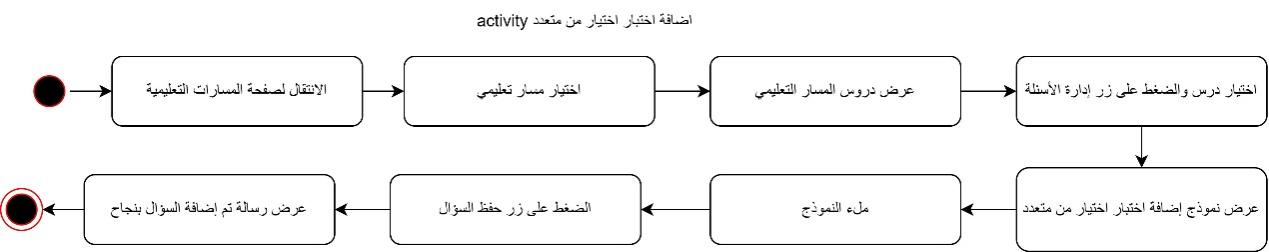 اضافة اختبار اختيار من متعدد activity
الانتقال لصفحة المسارات التعليمية
اختيار مسار تعليمي
عرض دروس المسار التعليمي
اختيار درس والضغط على زر إدارة الأسئلة
عرض نموذج إضافة اختبار اختيار من متعدد
ملء النموذج
الضغط على زر حفظ السؤال
عرض رسالة تم إضافة السؤال بنجاح